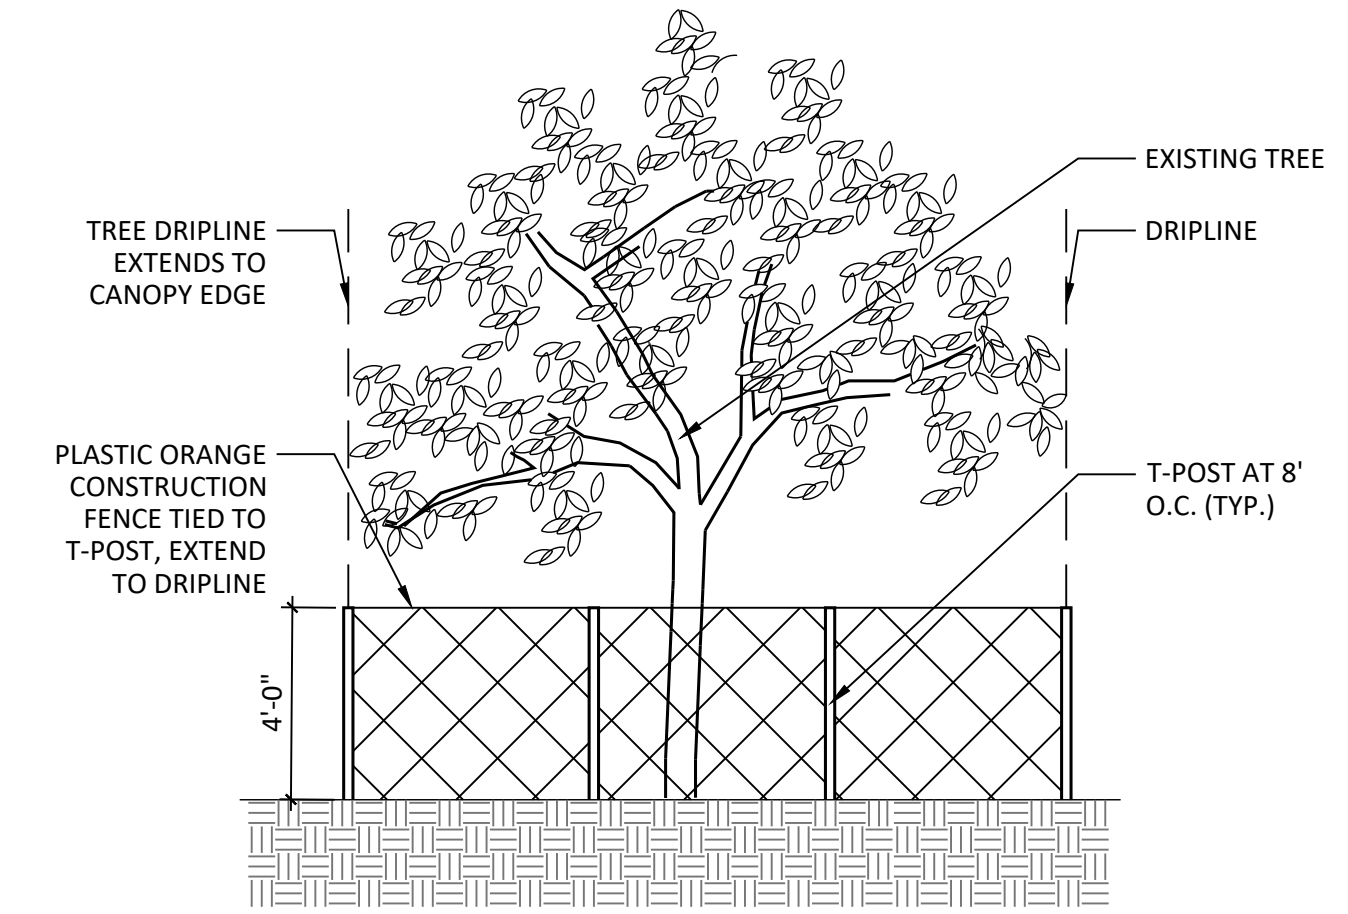 EXISTING TREE
TREE DRIPLINE
EXTENDS TO
CANOPY EDGE
DRIPLINE
PLASTIC ORANGE
CONSTRUCTION
FENCE TIED TO
T-POST, EXTEND
TO DRIPLINE
T-POST AT 8'
O.C. (TYP.)
4'-0"